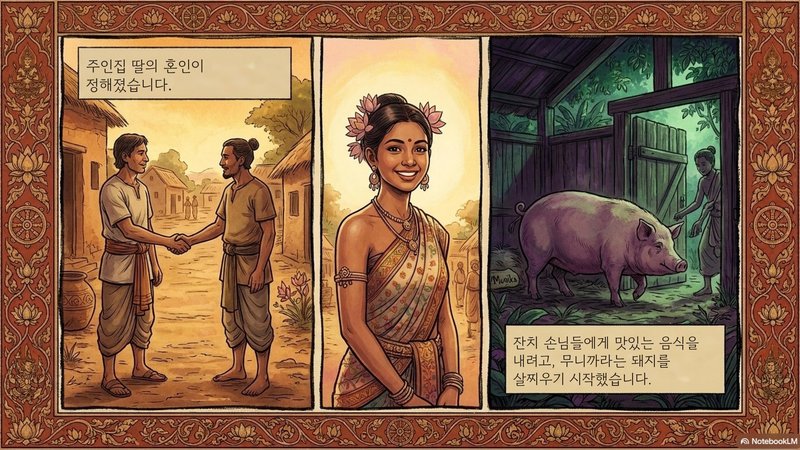 주인집 딸의 혼인이
정해졌습니다.
Munika
잔치 손님들에게 맛있는 음식을
내려고, 무니까라는 돼지를
살찌우기 시작했습니다.
NotebookLM